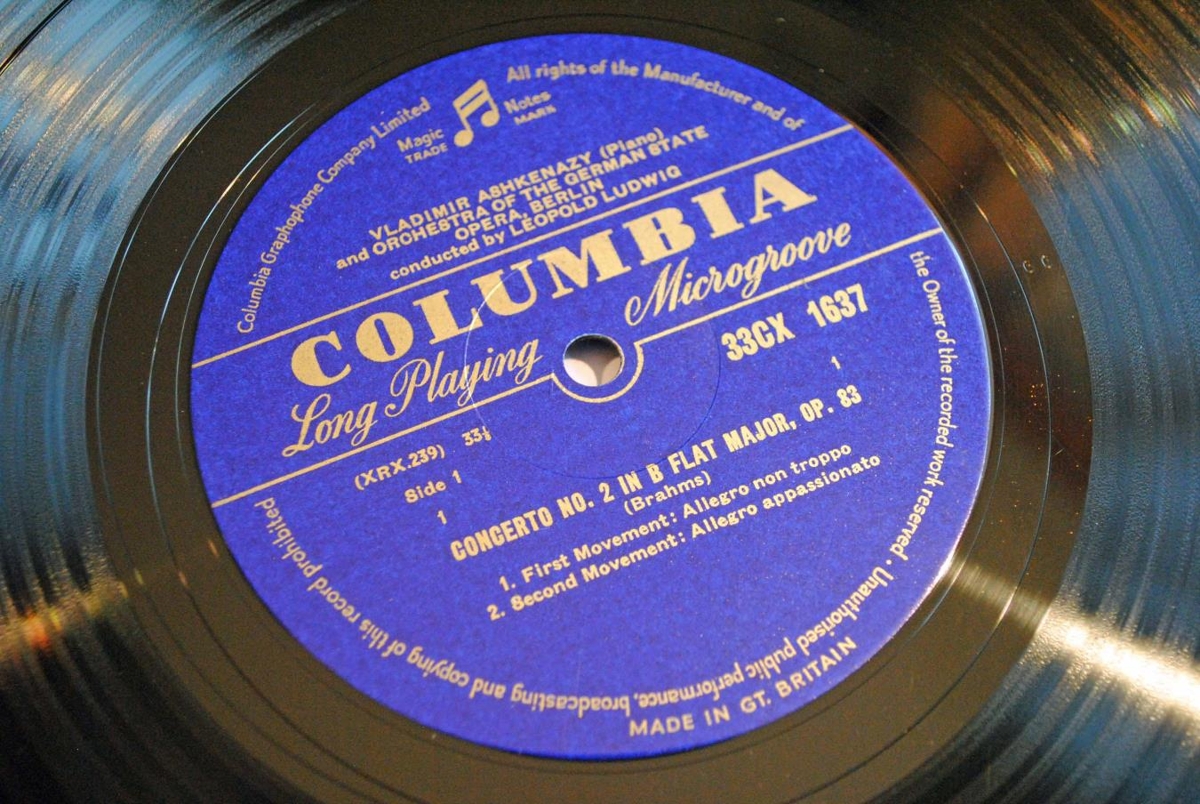 Columbia Graphophone Company Limited
Magic Notes
TRADE MARK
All rights of the Manufacturer and of
the Owner of the recorded work reserved · Unauthorised public performance, broadcasting and copying of this record prohibited
VLADIMIR ASHKENAZY (Piano)
and ORCHESTRA OF THE GERMAN STATE
OPERA, BERLIN
conducted by LEOPOLD LUDWIG
COLUMBIA
Long Playing Microgroove
33CX 1637
(XRX.239) 33⅓
Side 1
1
1
CONCERTO NO. 2 IN B FLAT MAJOR, OP. 83
(Brahms)
1. First Movement: Allegro non troppo
2. Second Movement: Allegro appassionato
MADE IN GT. BRITAIN